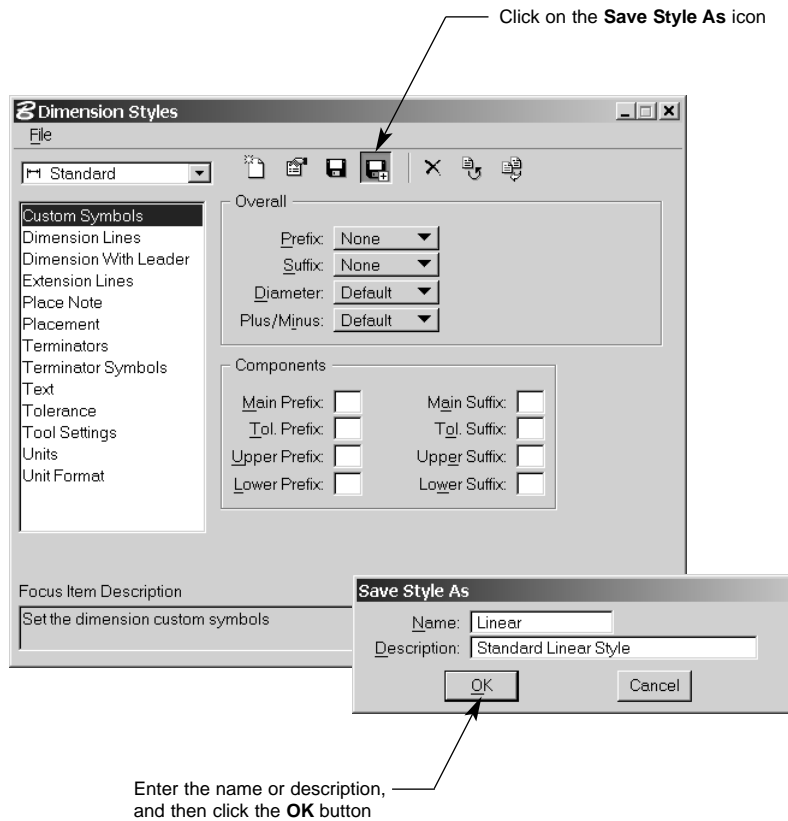 Click on the Save Style As icon
Dimension Styles
File
Standard
Custom Symbols
Dimension Lines
Dimension With Leader
Extension Lines
Place Note
Placement
Terminators
Terminator Symbols
Text
Tolerance
Tool Settings
Units
Unit Format
Overall
Prefix: None
Suffix: None
Diameter: Default
Plus/Minus: Default
Components
Main Prefix: Main Suffix:
Tol. Prefix: Tol. Suffix:
Upper Prefix: Upper Suffix:
Lower Prefix: Lower Suffix:
Focus Item Description
Set the dimension custom symbols
Save Style As
Name: Linear
Description: Standard Linear Style
OK Cancel
Enter the name or description,
and then click the OK button